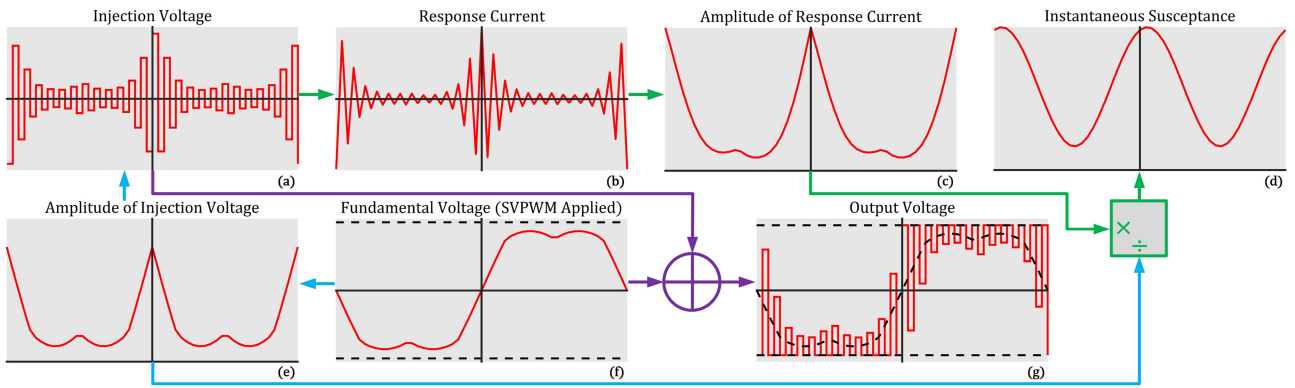 Injection Voltage
Response Current
Amplitude of Response Current
Instantaneous Susceptance
(a)
(b)
(c)
(d)
Amplitude of Injection Voltage
Fundamental Voltage (SVPWM Applied)
Output Voltage
×
÷
(e)
(f)
(g)